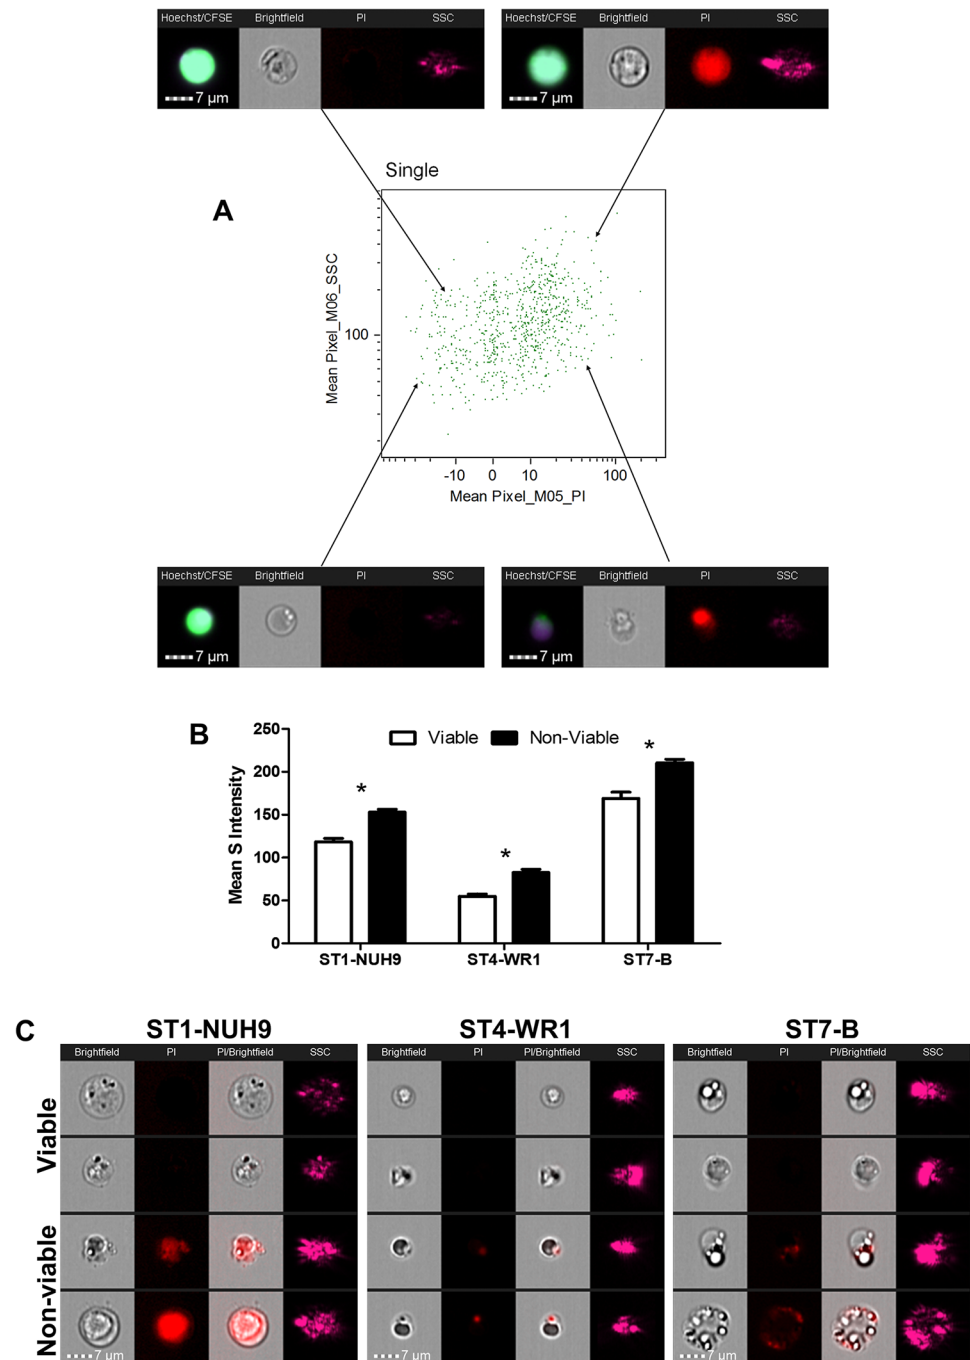 Hoechst/CFSE Brightfield PI SSC
7 µm
Hoechst/CFSE Brightfield PI SSC
7 µm
Single
A
Mean Pixel_M06_SSC
100
-10 0 10 100
Mean Pixel_M05_PI
Hoechst/CFSE Brightfield PI SSC
7 µm
Hoechst/CFSE Brightfield PI SSC
7 µm
B
Viable Non-Viable
Mean S Intensity
250
200
150
100
50
0
* * *
ST1-NUH9 ST4-WR1 ST7-B
C
ST1-NUH9 ST4-WR1 ST7-B
Brightfield PI PI/Brightfield SSC
Brightfield PI PI/Brightfield SSC
Brightfield PI PI/Brightfield SSC
Viable
Non-viable
7 µm
7 µm
7 µm